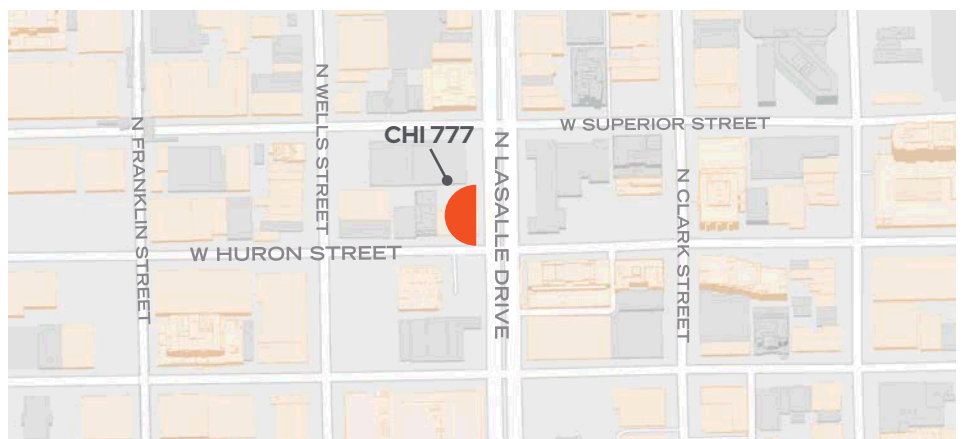 W SUPERIOR STREET
CHI 777
N FRANKLIN STREET
N WELLS STREET
N LASALLE DRIVE
N CLARK STREET
W HURON STREET